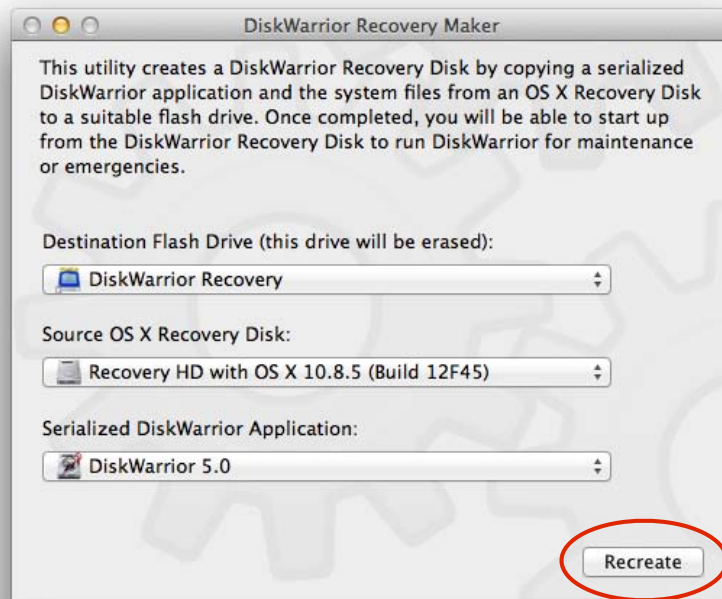 DiskWarrior Recovery Maker
This utility creates a DiskWarrior Recovery Disk by copying a serialized
DiskWarrior application and the system files from an OS X Recovery Disk
to a suitable flash drive. Once completed, you will be able to start up
from the DiskWarrior Recovery Disk to run DiskWarrior for maintenance
or emergencies.
Destination Flash Drive (this drive will be erased):
DiskWarrior Recovery
Source OS X Recovery Disk:
Recovery HD with OS X 10.8.5 (Build 12F45)
Serialized DiskWarrior Application:
DiskWarrior 5.0
Recreate